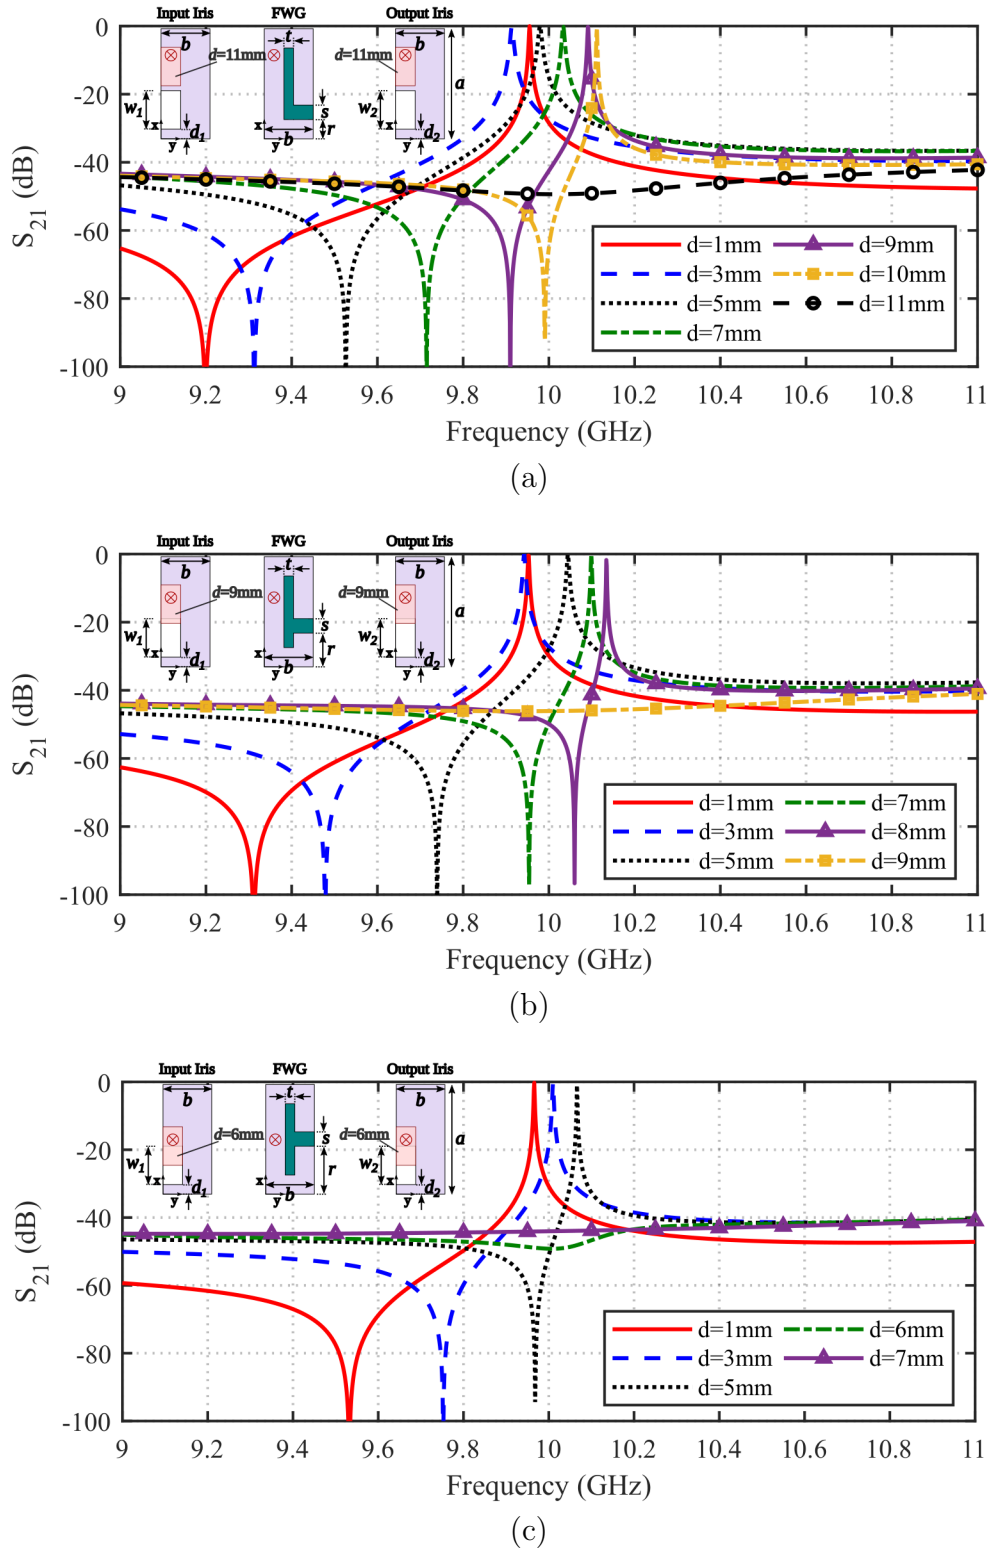 Input Iris FWG Output Iris
b t b
d=11mm d=11mm
a
w1 w2
s
x d1 x b r x d2
y y y
0
-20
-40
-60
-80
-100
S21 (dB)
d=1mm d=9mm
d=3mm d=10mm
d=5mm d=11mm
d=7mm
9 9.2 9.4 9.6 9.8 10 10.2 10.4 10.6 10.8 11
Frequency (GHz)
(a)
Input Iris FWG Output Iris
b t b
d=9mm d=9mm
a
w1 s w2
x d1 x b r x d2
y y y
0
-20
-40
-60
-80
-100
S21 (dB)
d=1mm d=7mm
d=3mm d=8mm
d=5mm d=9mm
9 9.2 9.4 9.6 9.8 10 10.2 10.4 10.6 10.8 11
Frequency (GHz)
(b)
Input Iris FWG Output Iris
b t b
d=6mm s d=6mm a
w1 r w2
x d1 x b x d2
y y y
0
-20
-40
-60
-80
-100
S21 (dB)
d=1mm d=6mm
d=3mm d=7mm
d=5mm
9 9.2 9.4 9.6 9.8 10 10.2 10.4 10.6 10.8 11
Frequency (GHz)
(c)